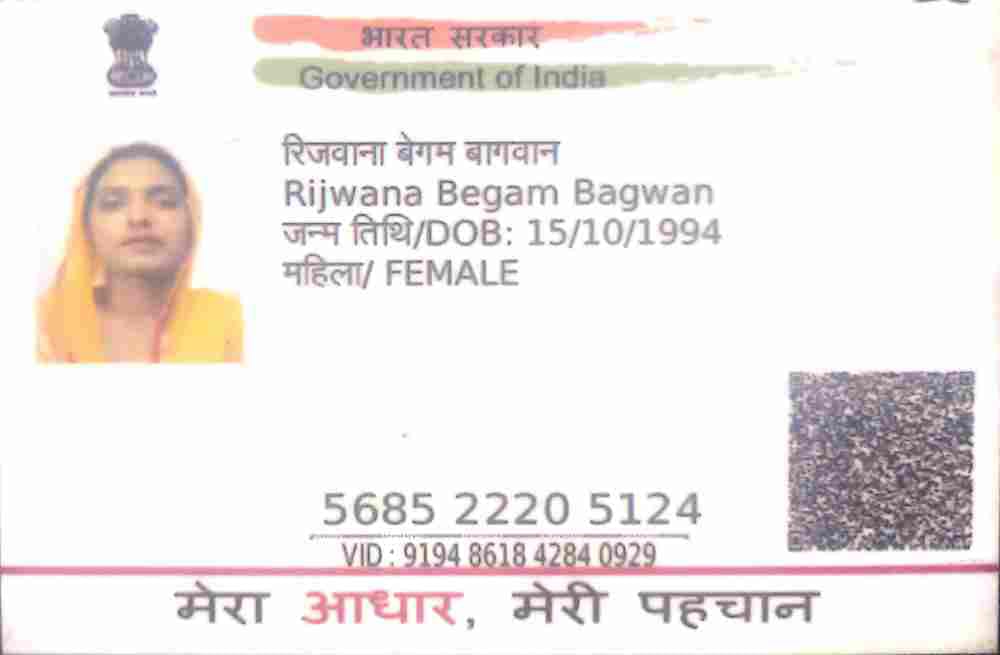 भारत सरकार
Government of India
रिजवाना बेगम बागवान
Rijwana Begam Bagwan
जन्म तिथि/DOB: 15/10/1994
महिला/ FEMALE
5685 2220 5124
VID : 9194 8618 4284 0929
मेरा आधार, मेरी पहचान